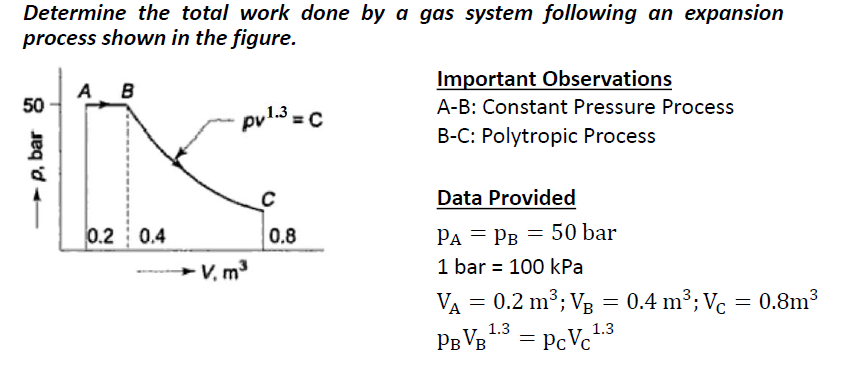 Determine the total work done by a gas system following an expansion
process shown in the figure.
A B
50
pv^1.3 = C
p, bar
C
0.2 0.4 0.8
V, m³
Important Observations
A-B: Constant Pressure Process
B-C: Polytropic Process
Data Provided
p_A = p_B = 50 bar
1 bar = 100 kPa
V_A = 0.2 m³; V_B = 0.4 m³; V_C = 0.8m³
p_B V_B^1.3 = p_C V_C^1.3